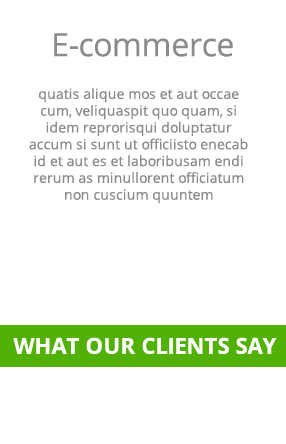 E-commerce
quatis alique mos et aut occae
cum, veliquaspit quo quam, si
idem reprorisqui doluptatur
accum si sunt ut officiisto enecab
id et aut es et laboribusam endi
rerum as minullorent officiatum
non cuscium quuntem
WHAT OUR CLIENTS SAY